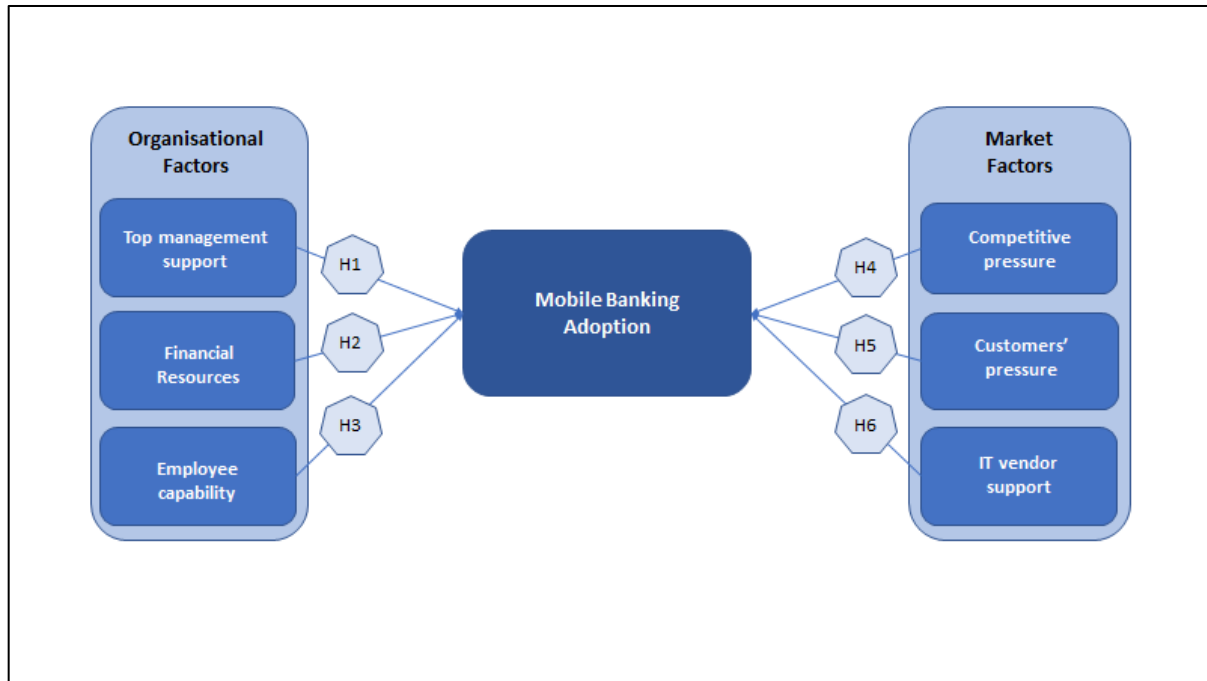 Organisational
Factors
Top management
support
Financial
Resources
Employee
capability
H1
H2
H3
Mobile Banking
Adoption
H4
H5
H6
Market
Factors
Competitive
pressure
Customers’
pressure
IT vendor
support